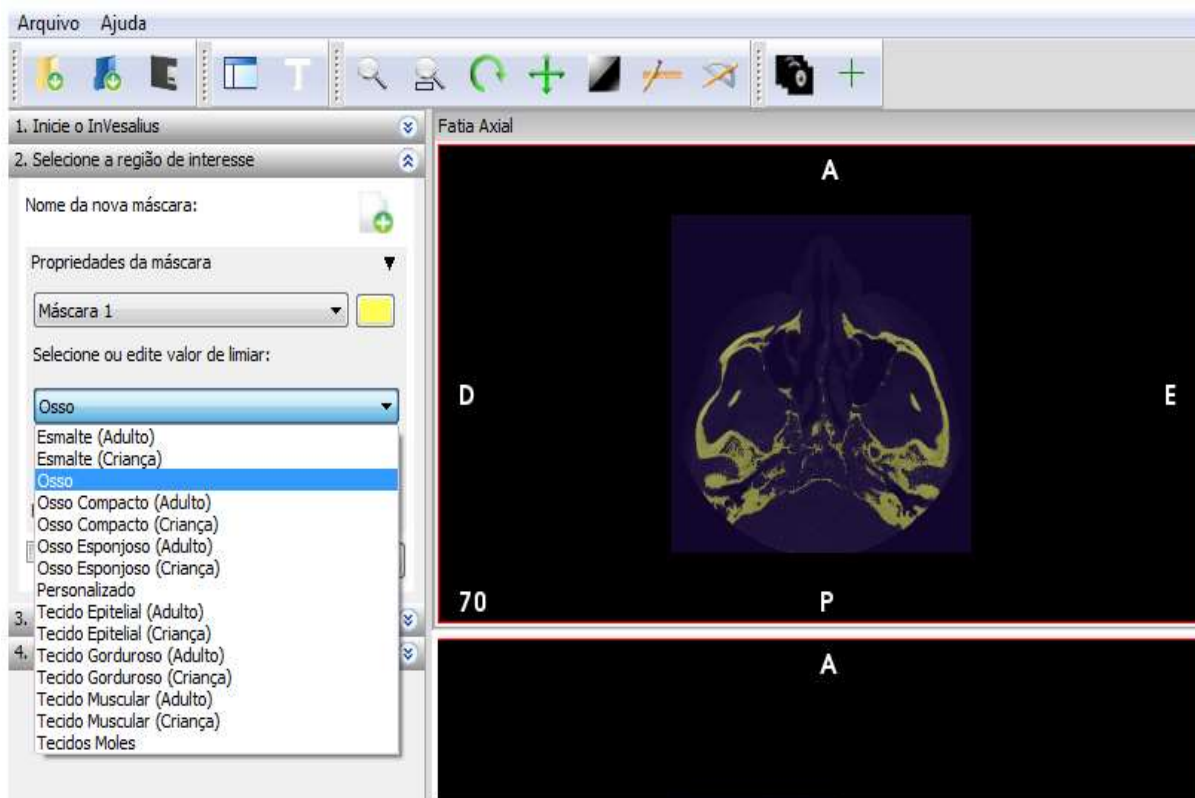 Arquivo Ajuda
1. Inicie o InVesalius
2. Selecione a região de interesse
Nome da nova máscara:
Propriedades da máscara
Máscara 1
Selecione ou edite valor de limiar:
Osso
Esmalte (Adulto)
Esmalte (Criança)
Osso
Osso Compacto (Adulto)
Osso Compacto (Criança)
Osso Esponjoso (Adulto)
Osso Esponjoso (Criança)
Personalizado
Tecido Epitelial (Adulto)
Tecido Epitelial (Criança)
Tecido Gorduroso (Adulto)
Tecido Gorduroso (Criança)
Tecido Muscular (Adulto)
Tecido Muscular (Criança)
Tecidos Moles
3.
4.
Fatia Axial
A
D
E
70
P
A